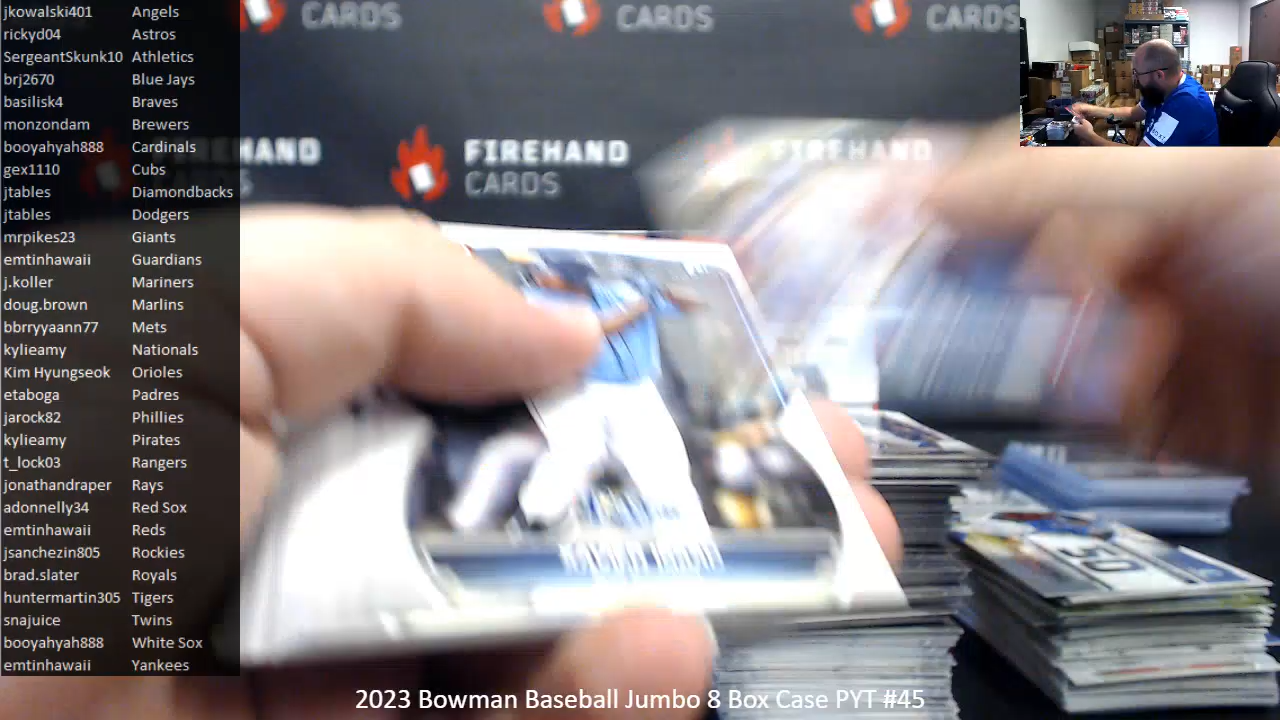 jkowalski401 Angels
rickyd04 Astros
SergeantSkunk10 Athletics
brj2670 Blue Jays
basilisk4 Braves
monzondam Brewers
booyahyah888 Cardinals
gex1110 Cubs
jtables Diamondbacks
jtables Dodgers
mrpikes23 Giants
emtinhawaii Guardians
j.koller Mariners
doug.brown Marlins
bbrryyaann77 Mets
kylieamy Nationals
Kim Hyungseok Orioles
etaboga Padres
jarock82 Phillies
kylieamy Pirates
t_lock03 Rangers
jonathandraper Rays
adonnelly34 Red Sox
emtinhawaii Reds
jsanchezin805 Rockies
brad.slater Royals
huntermartin305 Tigers
snajuice Twins
booyahyah888 White Sox
emtinhawaii Yankees
CARDS
CARDS
CARDS
FIREHAND
CARDS
FIREHAND
FIREHAND
2023 Bowman Baseball Jumbo 8 Box Case PYT #45